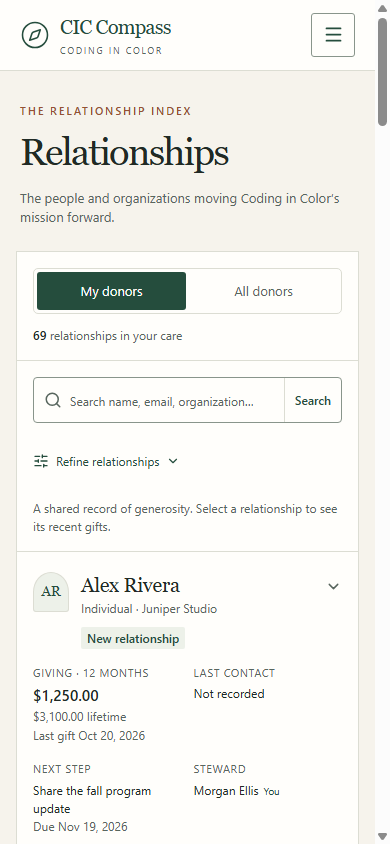 CIC Compass
CODING IN COLOR
THE RELATIONSHIP INDEX
Relationships
The people and organizations moving Coding in Color's
mission forward.
My donors
All donors
69 relationships in your care
Search name, email, organization...
Search
Refine relationships
A shared record of generosity. Select a relationship to see
its recent gifts.
AR
Alex Rivera
Individual · Juniper Studio
New relationship
GIVING · 12 MONTHS
$1,250.00
$3,100.00 lifetime
Last gift Oct 20, 2026
LAST CONTACT
Not recorded
NEXT STEP
Share the fall program
update
Due Nov 19, 2026
STEWARD
Morgan Ellis You